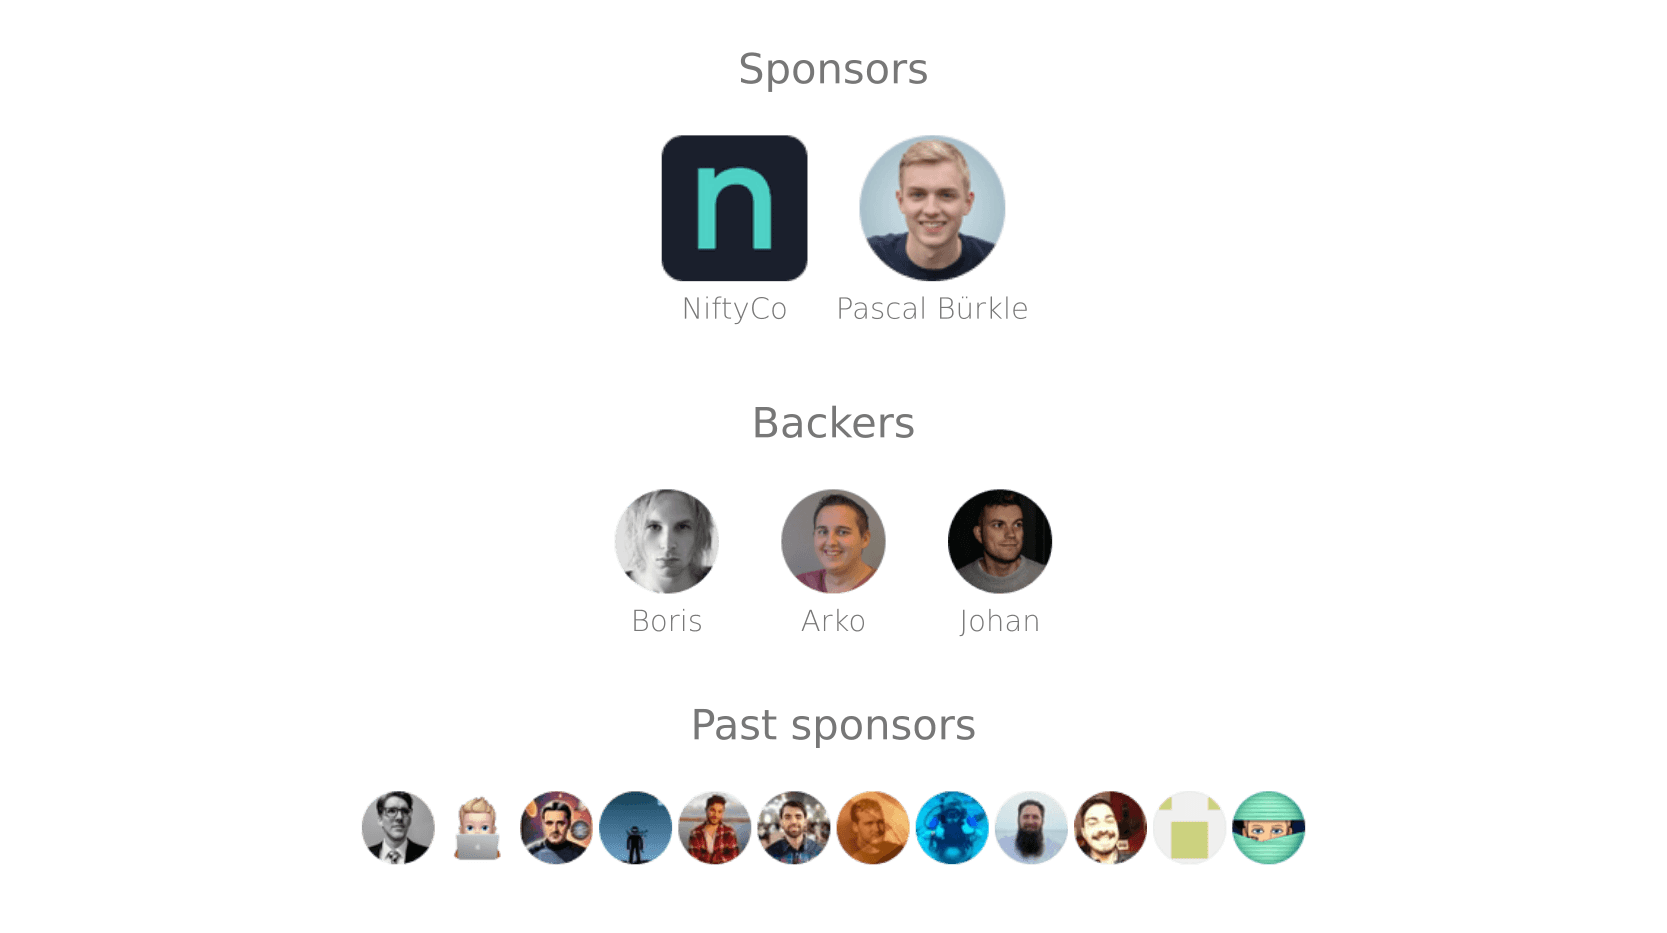 Sponsors
n
NiftyCo
Pascal Bürkle
Backers
Boris
Arko
Johan
Past sponsors